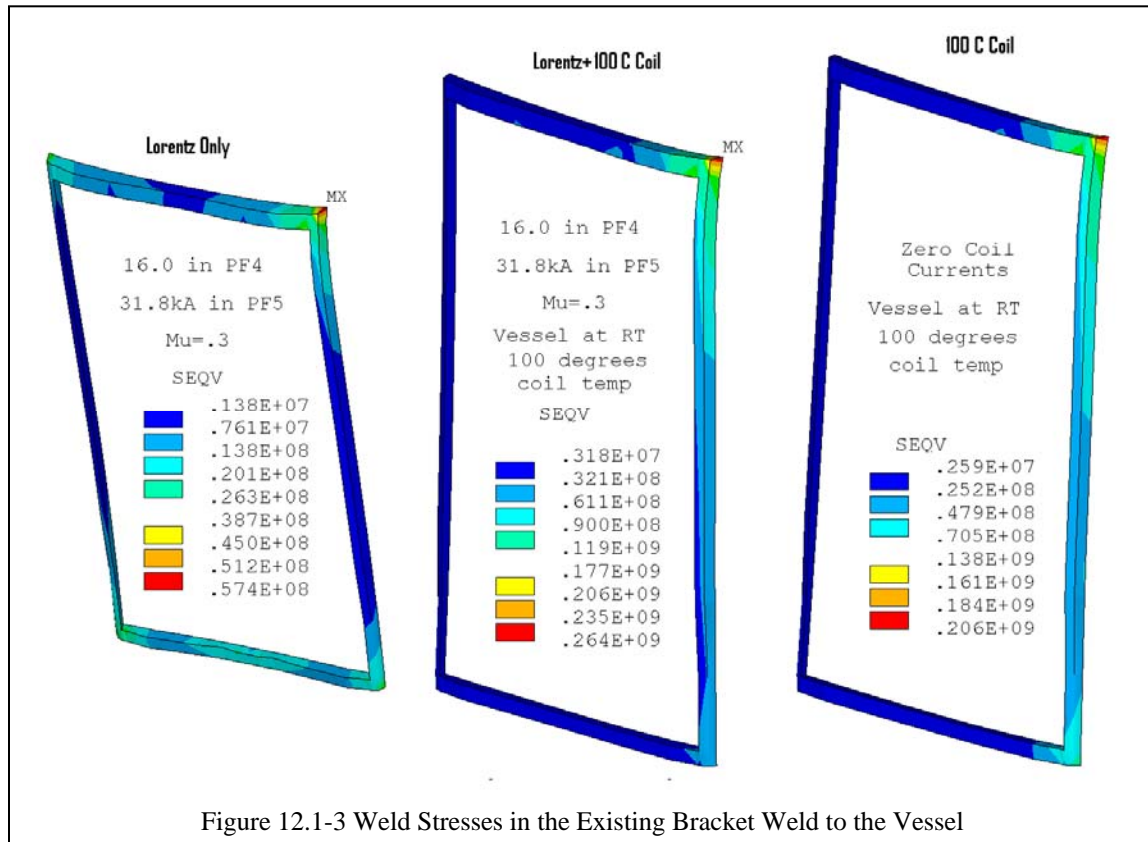 Lorentz Only
MX
16.0 in PF4
31.8kA in PF5
Mu=.3
SEQV
.138E+07
.761E+07
.138E+08
.201E+08
.263E+08
.387E+08
.450E+08
.512E+08
.574E+08
Lorentz+100 C Coil
MX
16.0 in PF4
31.8kA in PF5
Mu=.3
Vessel at RT
100 degrees
coil temp
SEQV
.318E+07
.321E+08
.611E+08
.900E+08
.119E+09
.177E+09
.206E+09
.235E+09
.264E+09
100 C Coil
Zero Coil
Currents
Vessel at RT
100 degrees
coil temp
SEQV
.259E+07
.252E+08
.479E+08
.705E+08
.138E+09
.161E+09
.184E+09
.206E+09
Figure 12.1-3 Weld Stresses in the Existing Bracket Weld to the Vessel